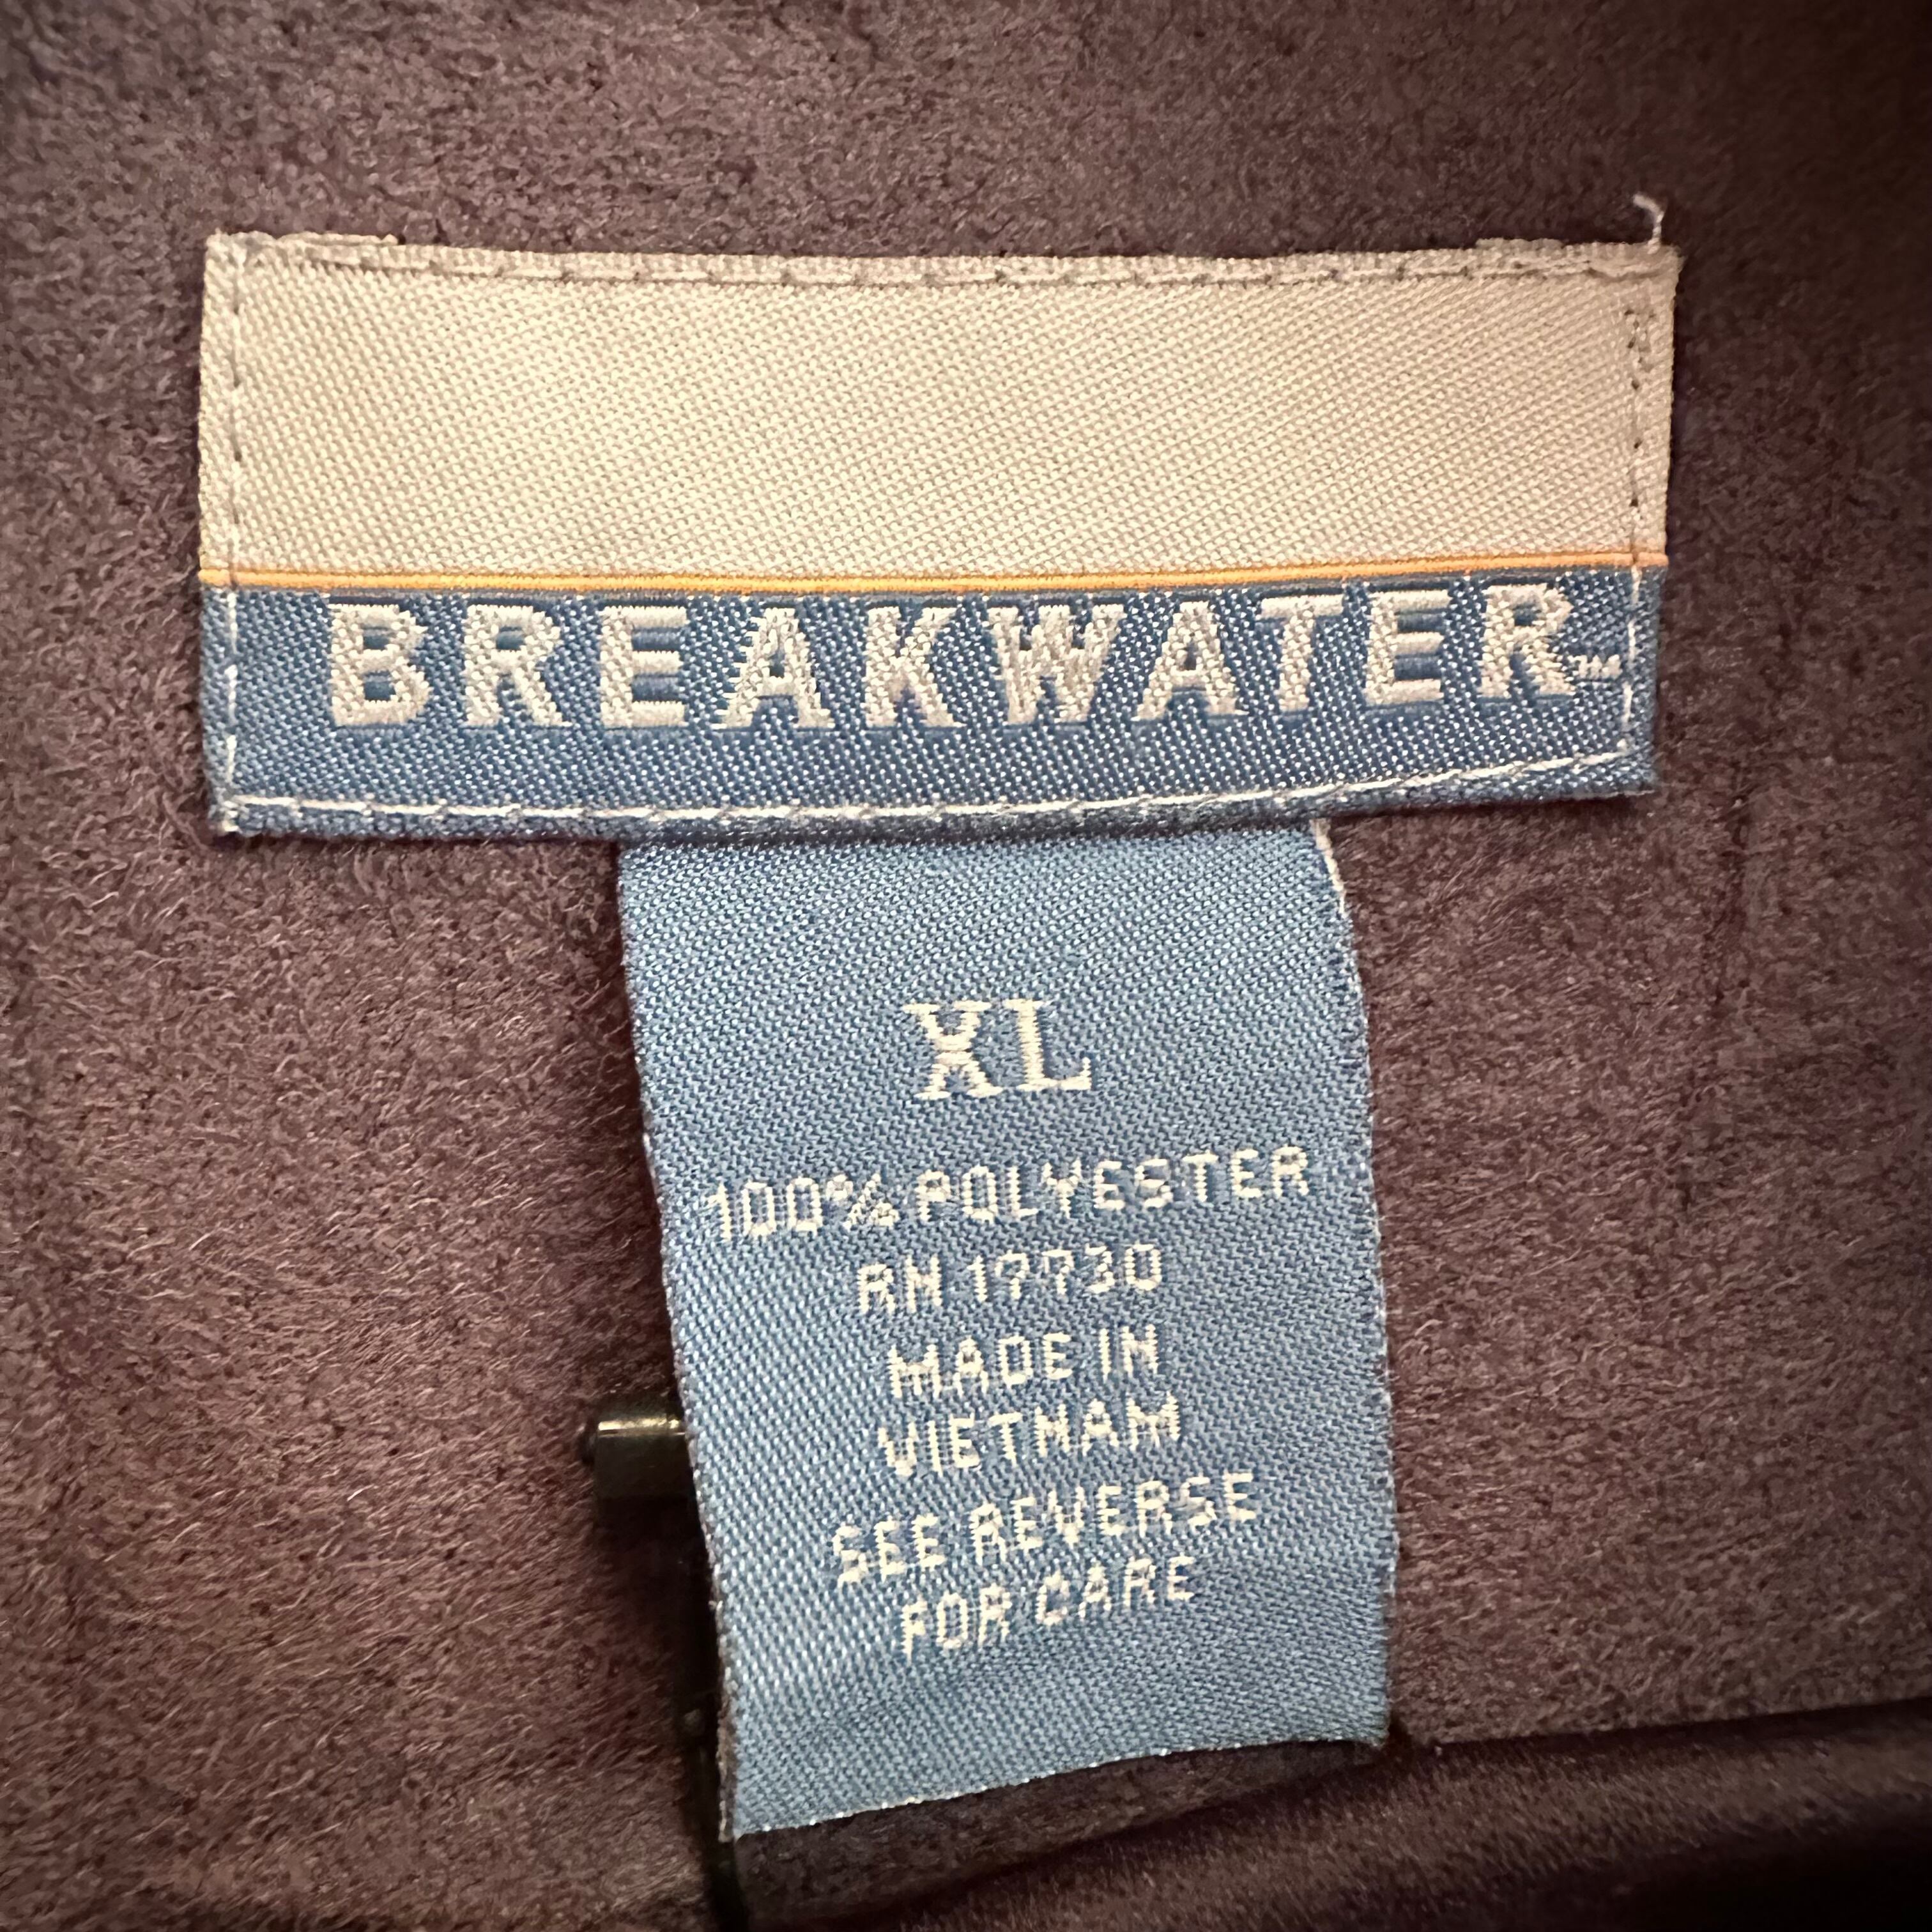 BREAKWATER™
XL
100% POLYESTER
RN 17730
MADE IN
VIETNAM
SEE REVERSE
FOR CARE